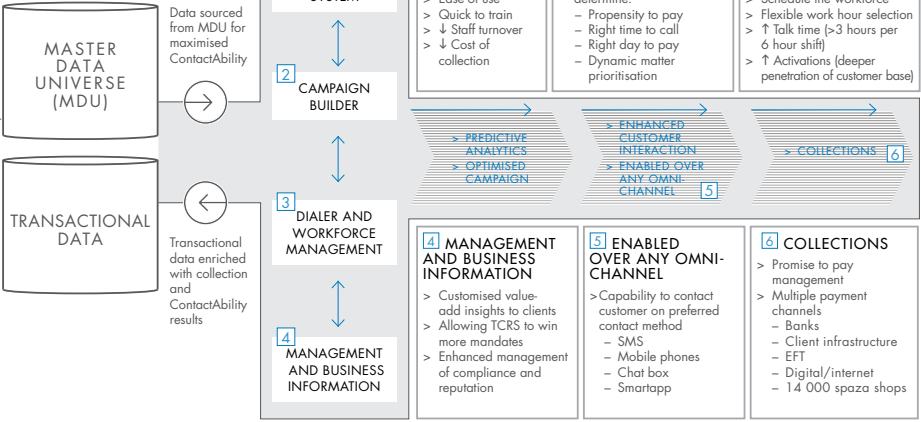 MASTER
DATA
UNIVERSE
(MDU)
TRANSACTIONAL
DATA
Data sourced
from MDU for
maximised
ContactAbility
Transactional
data enriched
with collection
and
ContactAbility
results
SYSTEM
2
CAMPAIGN
BUILDER
3
DIALER AND
WORKFORCE
MANAGEMENT
4
MANAGEMENT
AND BUSINESS
INFORMATION
> Ease of use
> Quick to train
> ↓ Staff turnover
> ↓ Cost of
collection
determine:
– Propensity to pay
– Right time to call
– Right day to pay
– Dynamic matter
prioritisation
> Schedule the workforce
> Flexible work hour selection
> ↑ Talk time (>3 hours per
6 hour shift)
> ↑ Activations (deeper
penetration of customer base)
> PREDICTIVE
ANALYTICS
> OPTIMISED
CAMPAIGN
> ENHANCED
CUSTOMER
INTERACTION
> ENABLED OVER
ANY OMNI-
CHANNEL 5
> COLLECTIONS 6
4 MANAGEMENT
AND BUSINESS
INFORMATION
> Customised value-
add insights to clients
> Allowing TCRS to win
more mandates
> Enhanced management
of compliance and
reputation
5 ENABLED
OVER ANY OMNI-
CHANNEL
>Capability to contact
customer on preferred
contact method
– SMS
– Mobile phones
– Chat box
– Smartapp
6 COLLECTIONS
> Promise to pay
management
> Multiple payment
channels
– Banks
– Client infrastructure
– EFT
– Digital/internet
– 14 000 spaza shops